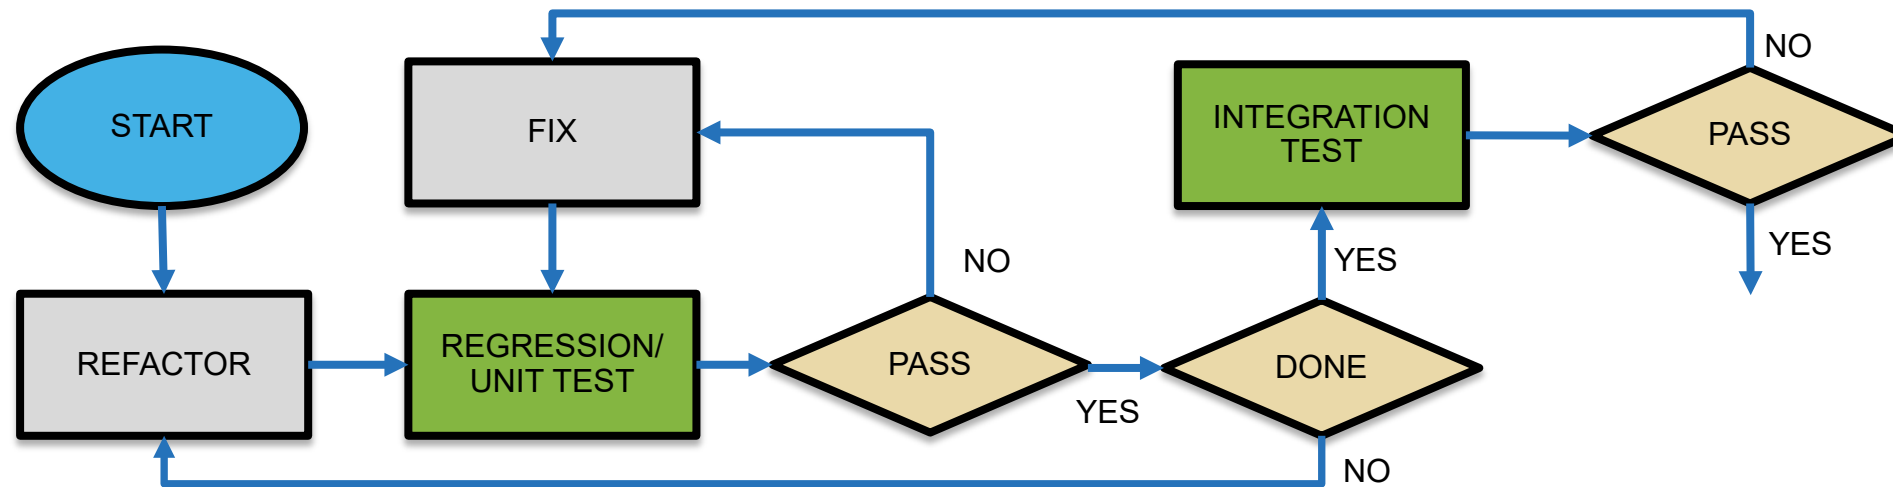 NO
START
FIX
INTEGRATION
TEST
PASS
NO
YES
YES
REFACTOR
REGRESSION/
UNIT TEST
PASS
DONE
YES
NO